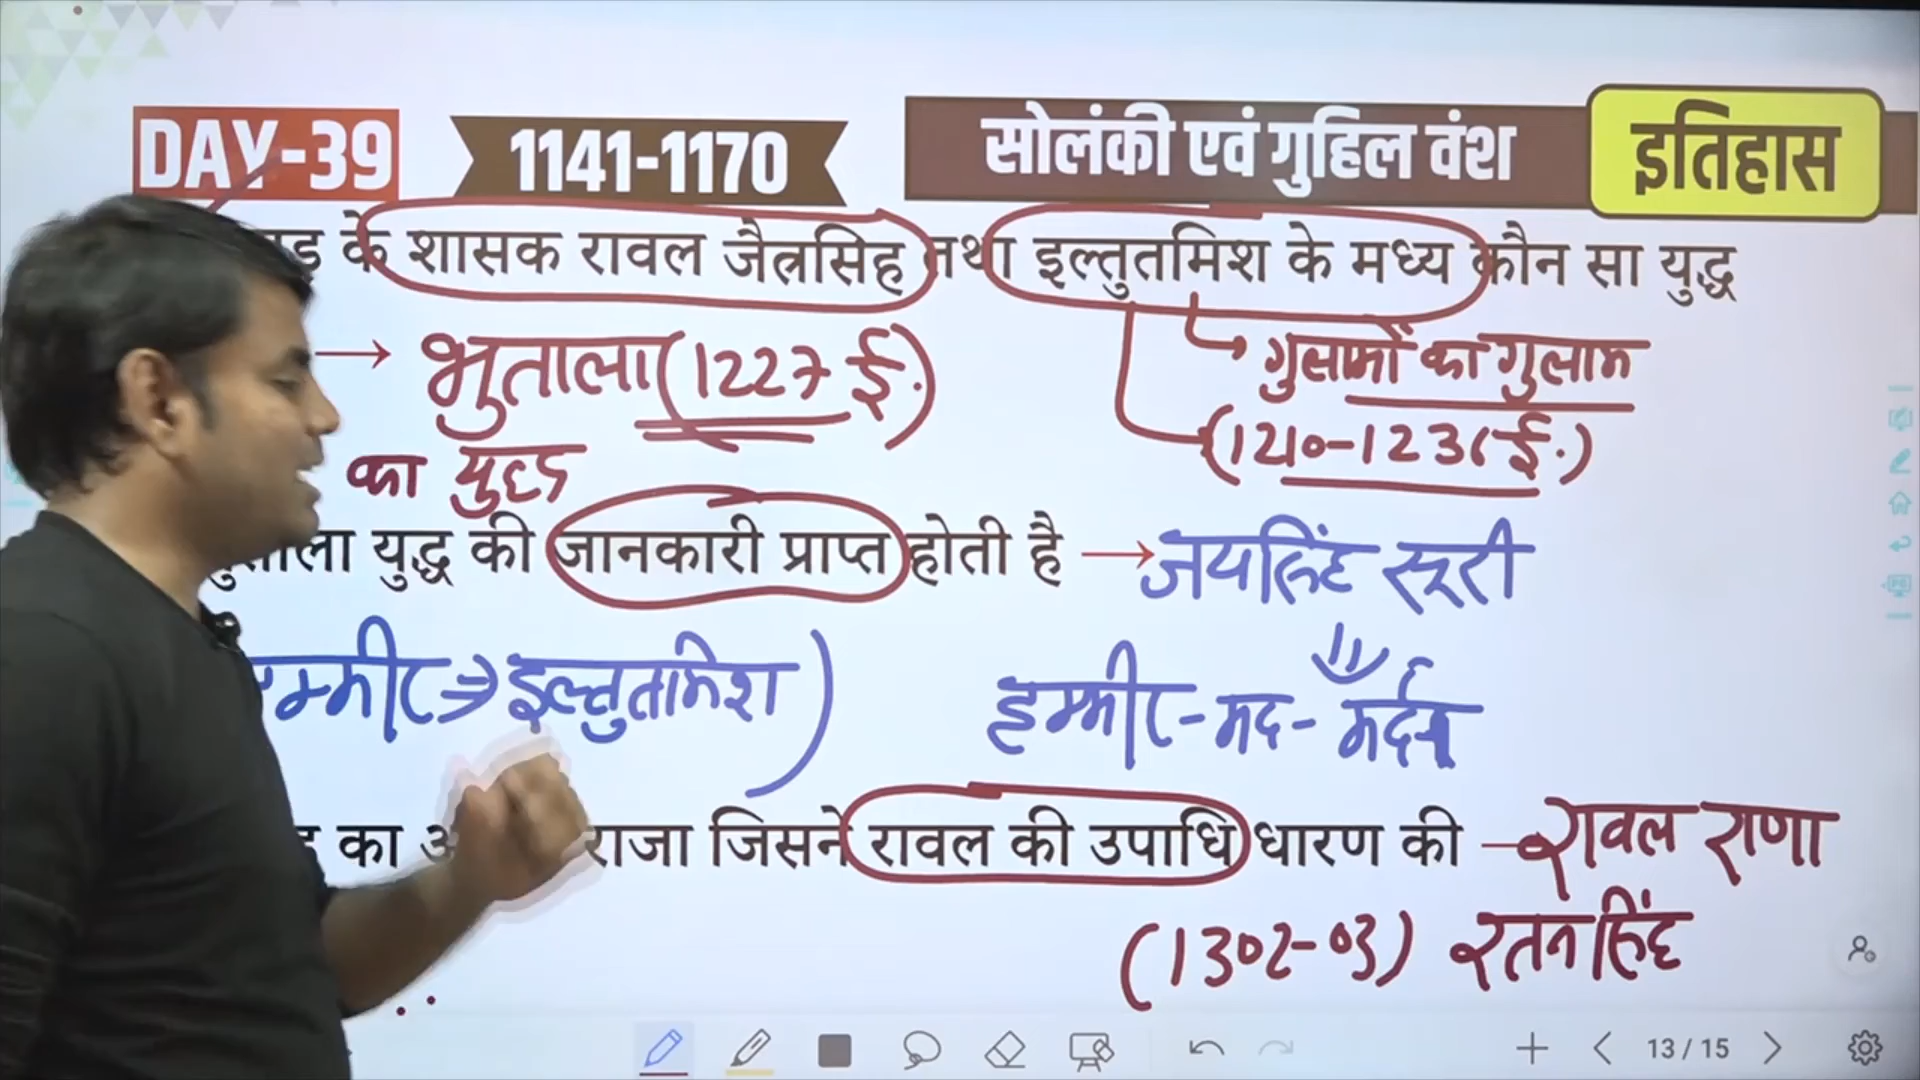 DAY-39 1141-1170 सोलंकी एवं गुहिल वंश इतिहास
के शासक रावल जैत्रसिह तथा इल्तुतमिश के मध्य कौन सा युद्ध
→ भुताला (1227 ई.) → गुलामों का गुलाम
का युद्ध (1210-1236 ई.)
युद्ध की जानकारी प्राप्त होती है → जयसिंह सूरी
इल्तुतमिश) हम्मीर-मद-मर्दन
का राजा जिसने रावल की उपाधि धारण की - रावल राणा
(1302-03) रतन सिंह
13/15